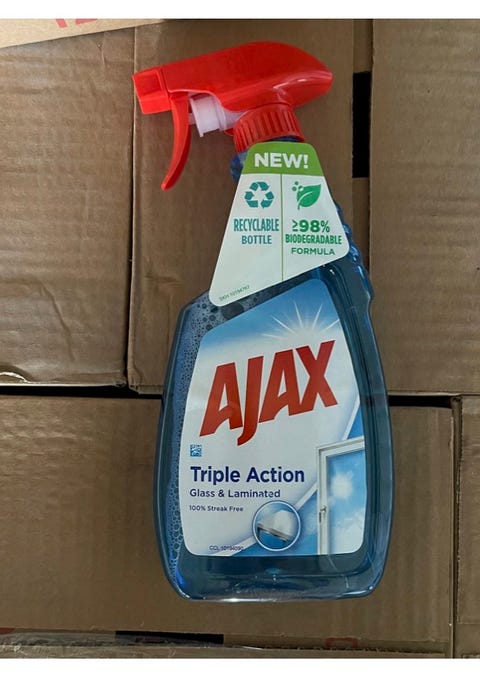 NEW!
RECYCLABLE
BOTTLE
≥98%
BIODEGRADABLE
FORMULA
AJAX
Triple Action
Glass & Laminated
100% Streak Free